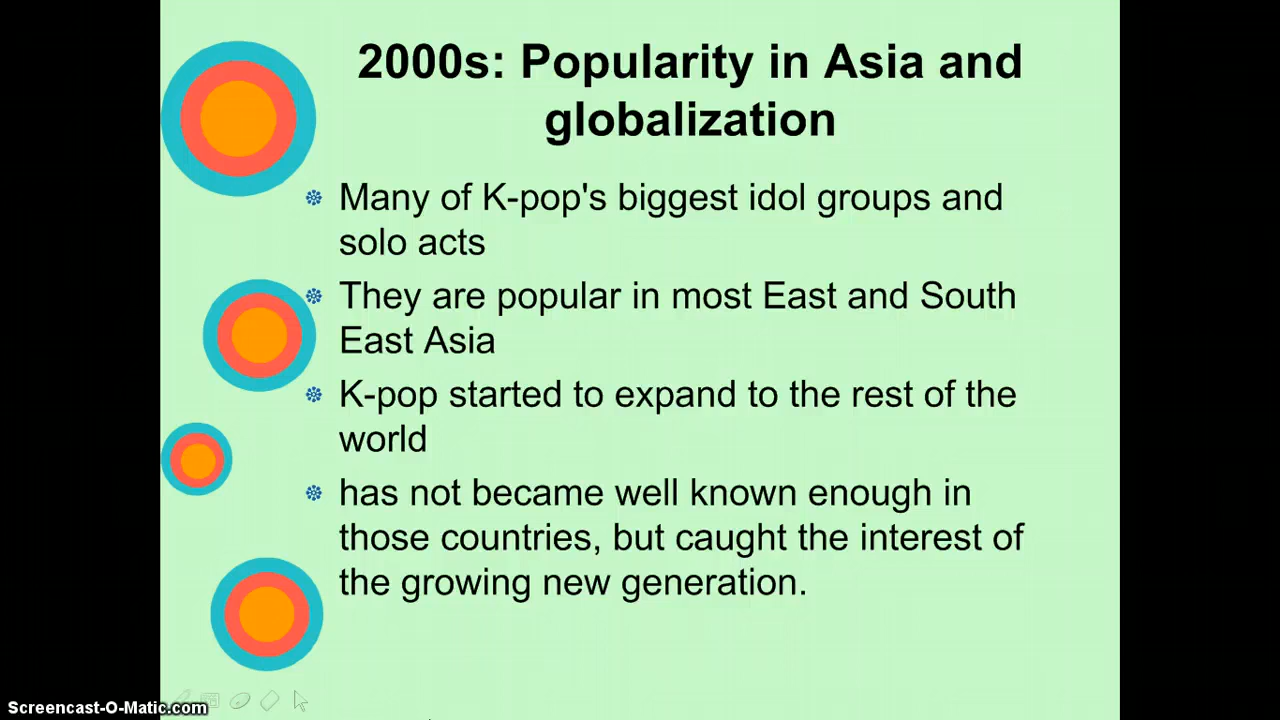 2000s: Popularity in Asia and
globalization
Many of K-pop's biggest idol groups and
solo acts
They are popular in most East and South
East Asia
K-pop started to expand to the rest of the
world
has not became well known enough in
those countries, but caught the interest of
the growing new generation.
Screencast-O-Matic.com